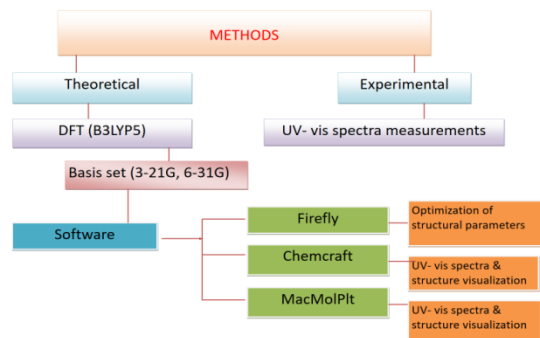 METHODS
Theoretical
Experimental
DFT (B3LYP5)
UV- vis spectra measurements
Basis set (3-21G, 6-31G)
Software
Firefly
Optimization of
structural parameters
Chemcraft
UV- vis spectra &
structure visualization
MacMolPlt
UV- vis spectra &
structure visualization